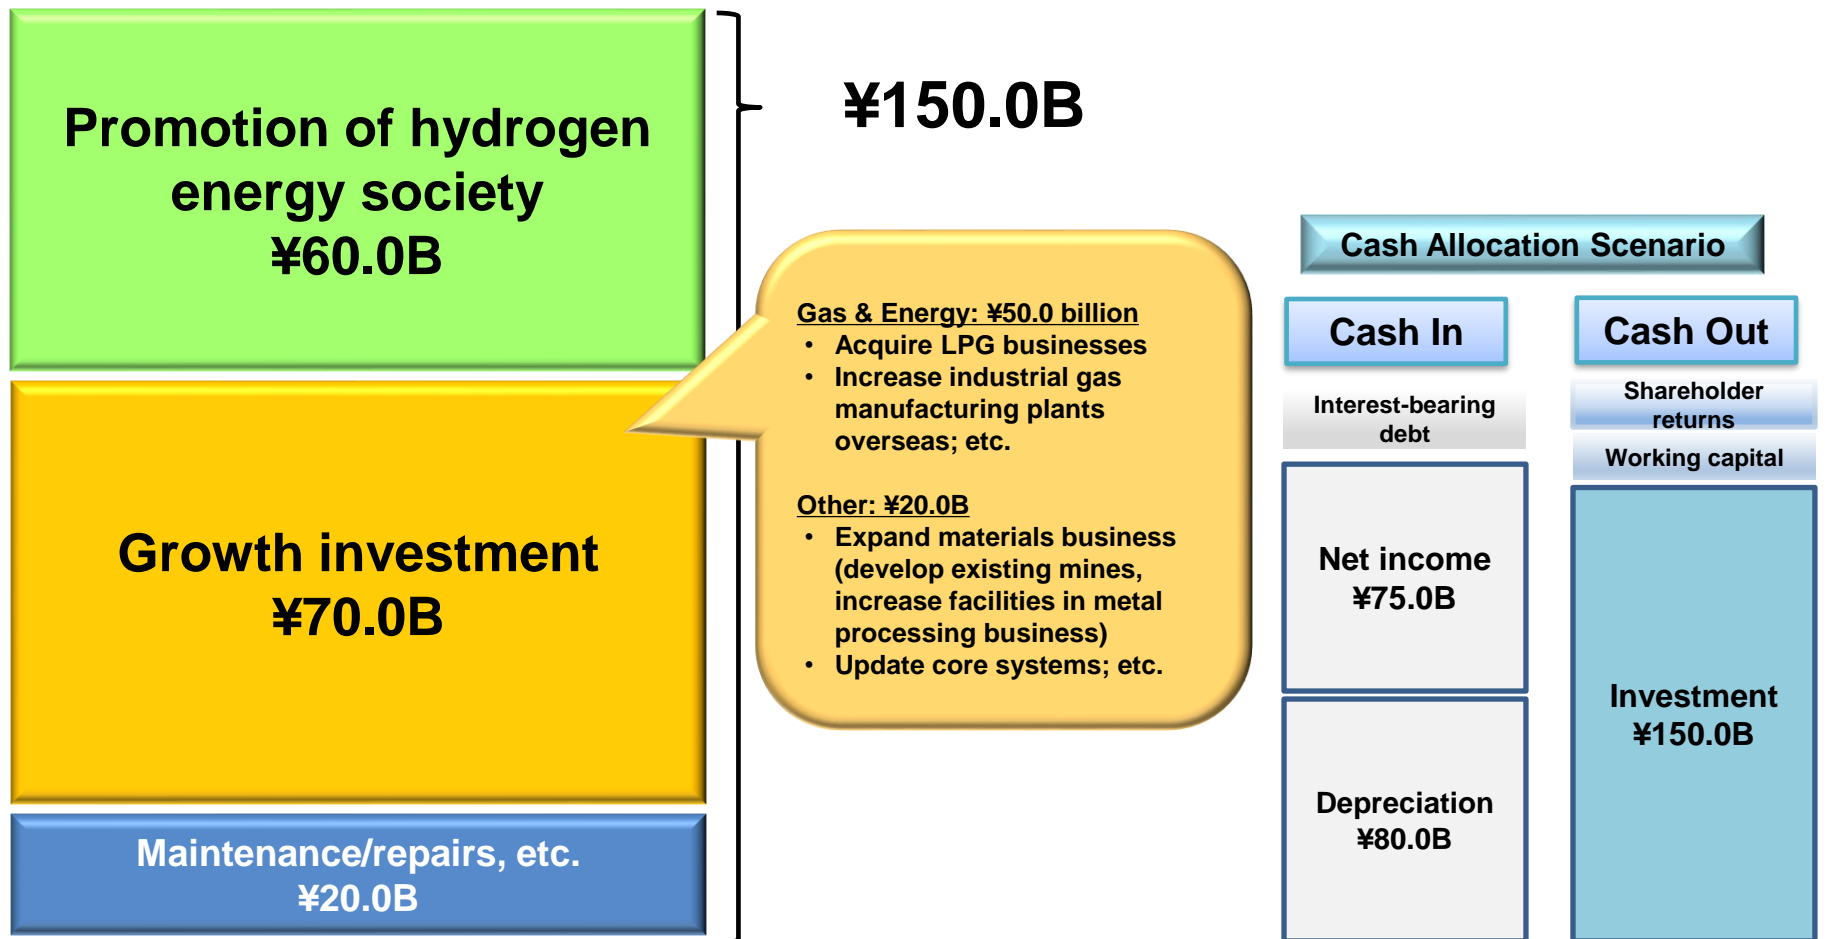 Promotion of hydrogen
energy society
¥60.0B
Growth investment
¥70.0B
Maintenance/repairs, etc.
¥20.0B
¥150.0B
Gas & Energy: ¥50.0 billion
• Acquire LPG businesses
• Increase industrial gas
manufacturing plants
overseas; etc.
Other: ¥20.0B
• Expand materials business
(develop existing mines,
increase facilities in metal
processing business)
• Update core systems; etc.
Cash Allocation Scenario
Cash In
Interest-bearing
debt
Net income
¥75.0B
Depreciation
¥80.0B
Cash Out
Shareholder
returns
Working capital
Investment
¥150.0B